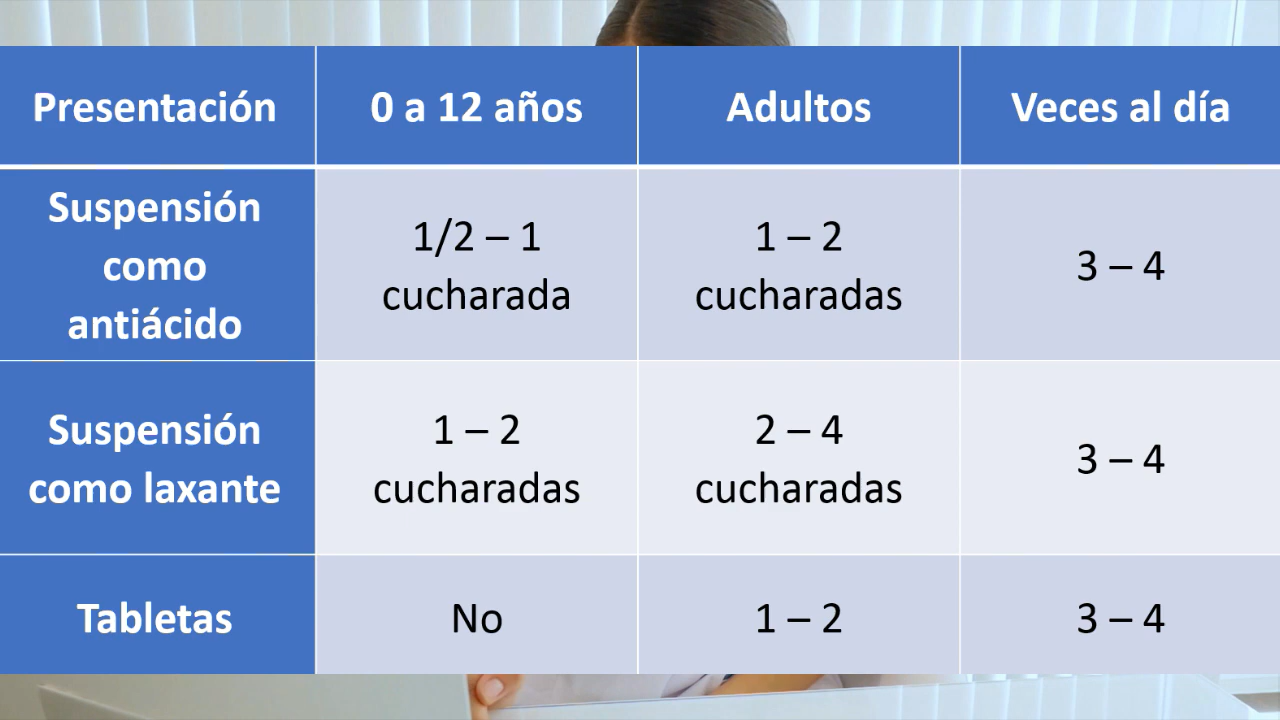 Presentación 0 a 12 años Adultos Veces al día
Suspensión
como
antiácido
1/2 – 1
cucharada
1 – 2
cucharadas
3 – 4
Suspensión
como laxante
1 – 2
cucharadas
2 – 4
cucharadas
3 – 4
Tabletas No 1 – 2 3 – 4